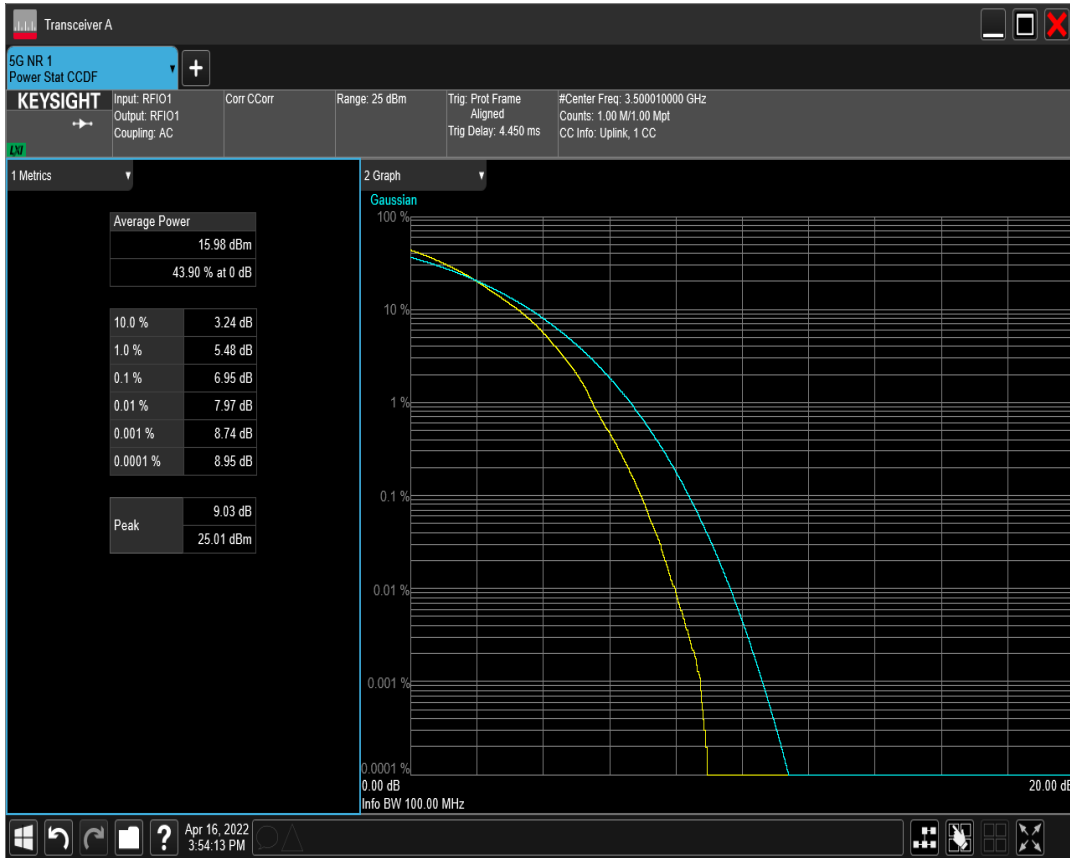 Transceiver A
5G NR 1
Power Stat CCDF
KEYSIGHT
LXI
Input: RFIO1
Output: RFIO1
Coupling: AC
Corr CCorr
Range: 25 dBm
Trig: Prot Frame
Aligned
Trig Delay: 4.450 ms
#Center Freq: 3.500010000 GHz
Counts: 1.00 M/1.00 Mpt
CC Info: Uplink, 1 CC
1 Metrics
Average Power
15.98 dBm
43.90 % at 0 dB
10.0 % 3.24 dB
1.0 % 5.48 dB
0.1 % 6.95 dB
0.01 % 7.97 dB
0.001 % 8.74 dB
0.0001 % 8.95 dB
Peak
9.03 dB
25.01 dBm
2 Graph
Gaussian
100 %
10 %
1 %
0.1 %
0.01 %
0.001 %
0.0001 %
0.00 dB 20.00 dB
Info BW 100.00 MHz
Apr 16, 2022
3:54:13 PM